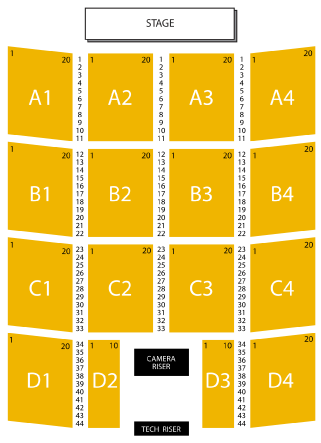 STAGE
1 20 1 20 1 20 1 20
A1 A2 A3 A4
1 1 1
2 2 2
3 3 3
4 4 4
5 5 5
6 6 6
7 7 7
8 8 8
9 9 9
10 10 10
11 11 11
1 20 1 20 1 20 1 20
B1 B2 B3 B4
12 12 12
13 13 13
14 14 14
15 15 15
16 16 16
17 17 17
18 18 18
19 19 19
20 20 20
21 21 21
22 22 22
1 20 1 20 1 20 1 20
C1 C2 C3 C4
23 23 23
24 24 24
25 25 25
26 26 26
27 27 27
28 28 28
29 29 29
30 30 30
31 31 31
32 32 32
33 33 33
1 20 1 10 1 10 1 20
D1 D2 D3 D4
34 34
35 35
36 36
37 37
38 38
39 39
40 40
41 41
42 42
43 43
44 44
CAMERA
RISER
TECH RISER